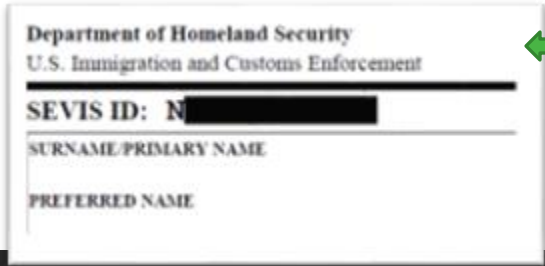 Department of Homeland Security
U.S. Immigration and Customs Enforcement
SEVIS ID: N
SURNAME/PRIMARY NAME
PREFERRED NAME